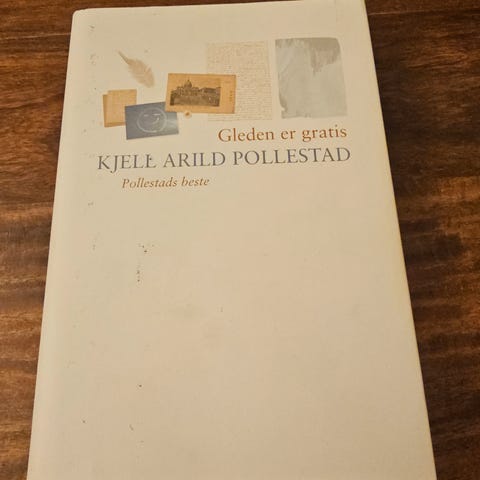 Gleden er gratis
KJELL ARILD POLLESTAD
Pollestads beste